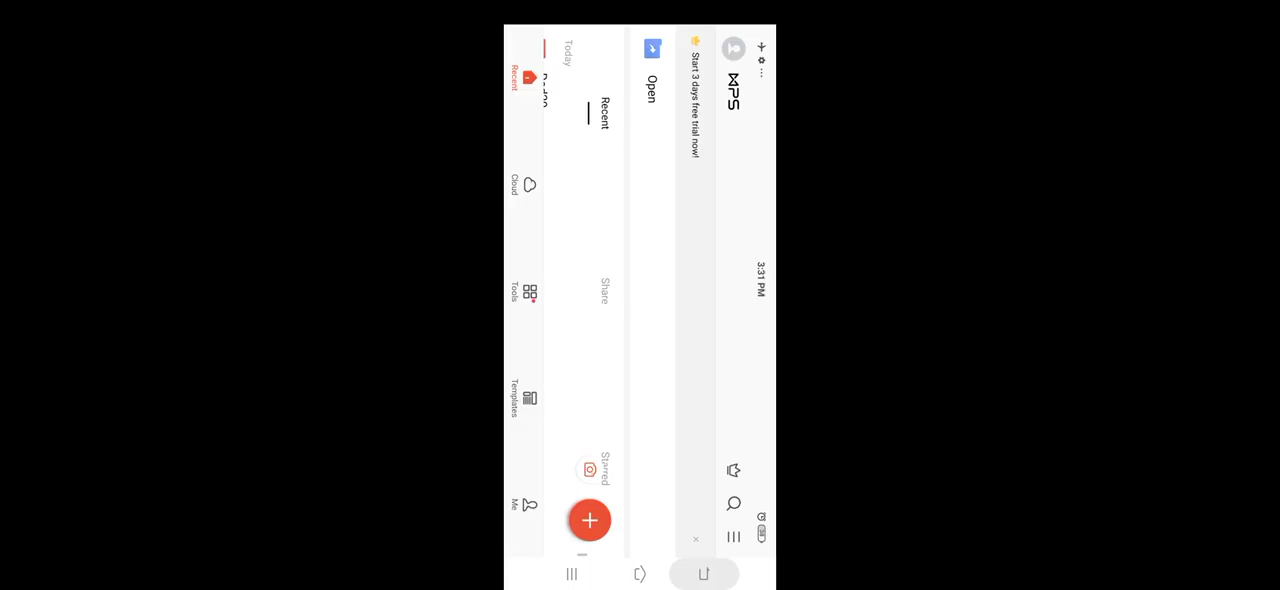 3:31 PM
WPS
Start 3 days free trial now!
Open
Recent
Share
Starred
Today
Recent
Cloud
Tools
Templates
Me